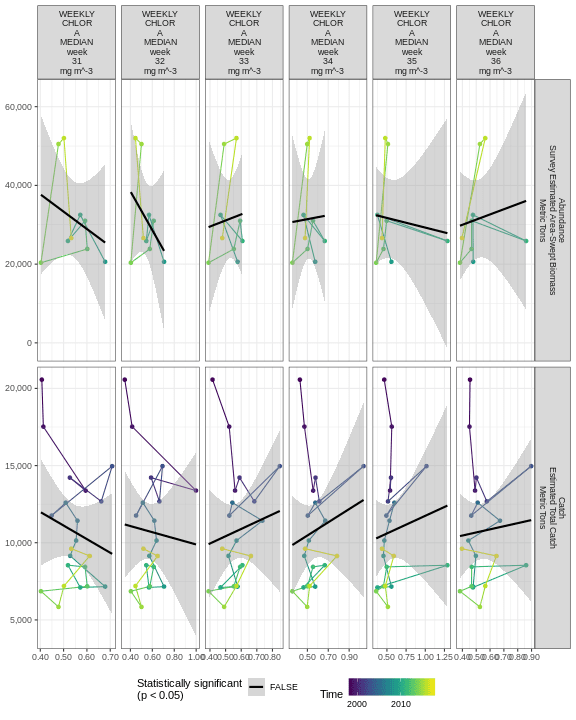 WEEKLY
CHLOR
A
MEDIAN
week
31
mg m^-3
WEEKLY
CHLOR
A
MEDIAN
week
32
mg m^-3
WEEKLY
CHLOR
A
MEDIAN
week
33
mg m^-3
WEEKLY
CHLOR
A
MEDIAN
week
34
mg m^-3
WEEKLY
CHLOR
A
MEDIAN
week
35
mg m^-3
WEEKLY
CHLOR
A
MEDIAN
week
36
mg m^-3
60,000
40,000
20,000
0
Abundance
Survey Estimated Area-Swept Biomass
Metric Tons
20,000
15,000
10,000
5,000
Catch
Estimated Total Catch
Metric Tons
0.40 0.50 0.60 0.70
0.40 0.60 0.80 1.00
0.40 0.50 0.60 0.70 0.80
0.50 0.70 0.90
0.50 0.75 1.00 1.25
0.40 0.50 0.60 0.70 0.80 0.90
Statistically significant
(p < 0.05)
FALSE
Time
2000 2010